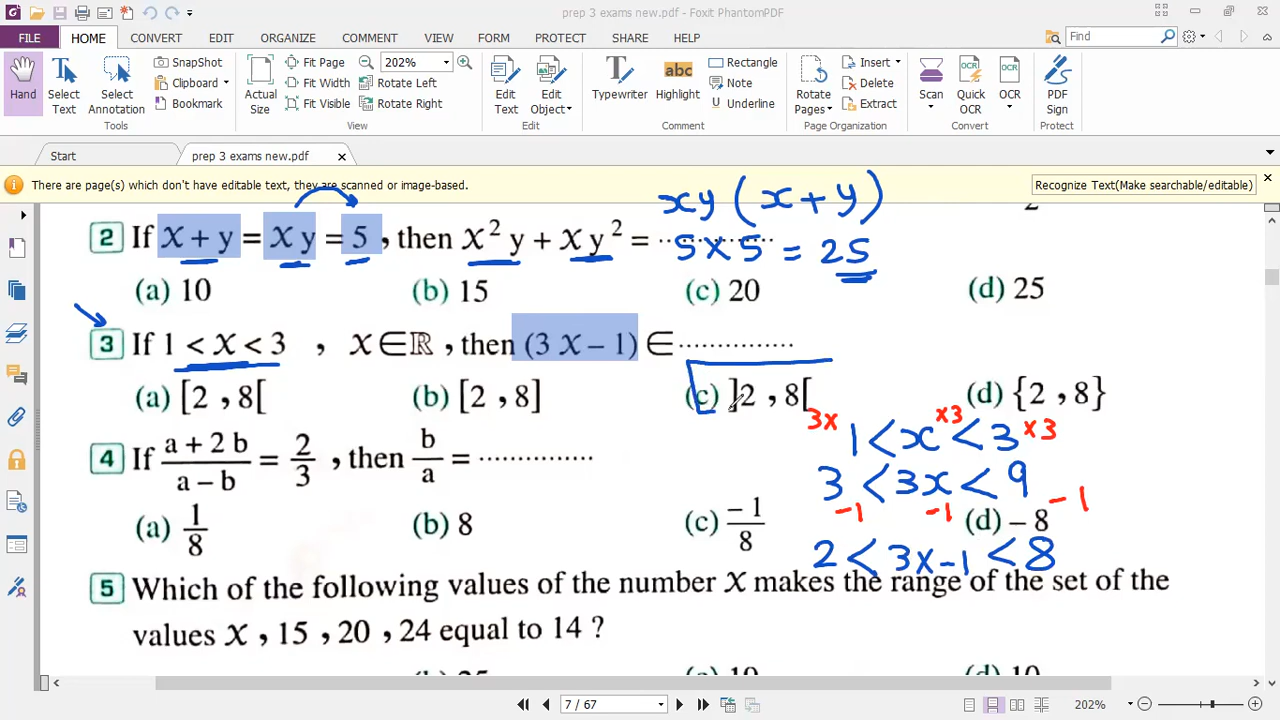 prep 3 exams new.pdf - Foxit PhantomPDF
FILE HOME CONVERT EDIT ORGANIZE COMMENT VIEW FORM PROTECT SHARE HELP Find
Hand Select Text Select Annotation SnapShot Clipboard Bookmark Actual Size Fit Page Fit Width Fit Visible 202% Rotate Left Rotate Right Edit Text Edit Object Typewriter Highlight Rectangle Note Underline Rotate Pages Insert Delete Extract Scan Quick OCR OCR PDF Sign
Tools View Edit Comment Page Organization Convert Protect
Start prep 3 exams new.pdf
There are page(s) which don't have editable text, they are scanned or image-based. Recognize Text(Make searchable/editable)
xy (x + y)
2 If x + y = x y = 5 , then x² y + x y² = ............
5 x 5 = 25
(a) 10 (b) 15 (c) 20 (d) 25
3 If 1 < x < 3 , x ∈ ℝ , then (3 x − 1) ∈ ..............
(a) [2 , 8[ (b) [2 , 8] (c) ]2 , 8[ (d) {2 , 8}
3x 1 < x ×3 < 3 ×3
4 If (a + 2 b)/(a − b) = 2/3 , then b/a = ..............
3 < 3x < 9
-1 -1 -1
(a) 1/8 (b) 8 (c) −1/8 (d) − 8
2 < 3x-1 < 8
5 Which of the following values of the number x makes the range of the set of the
values x , 15 , 20 , 24 equal to 14 ?
7 / 67 202%